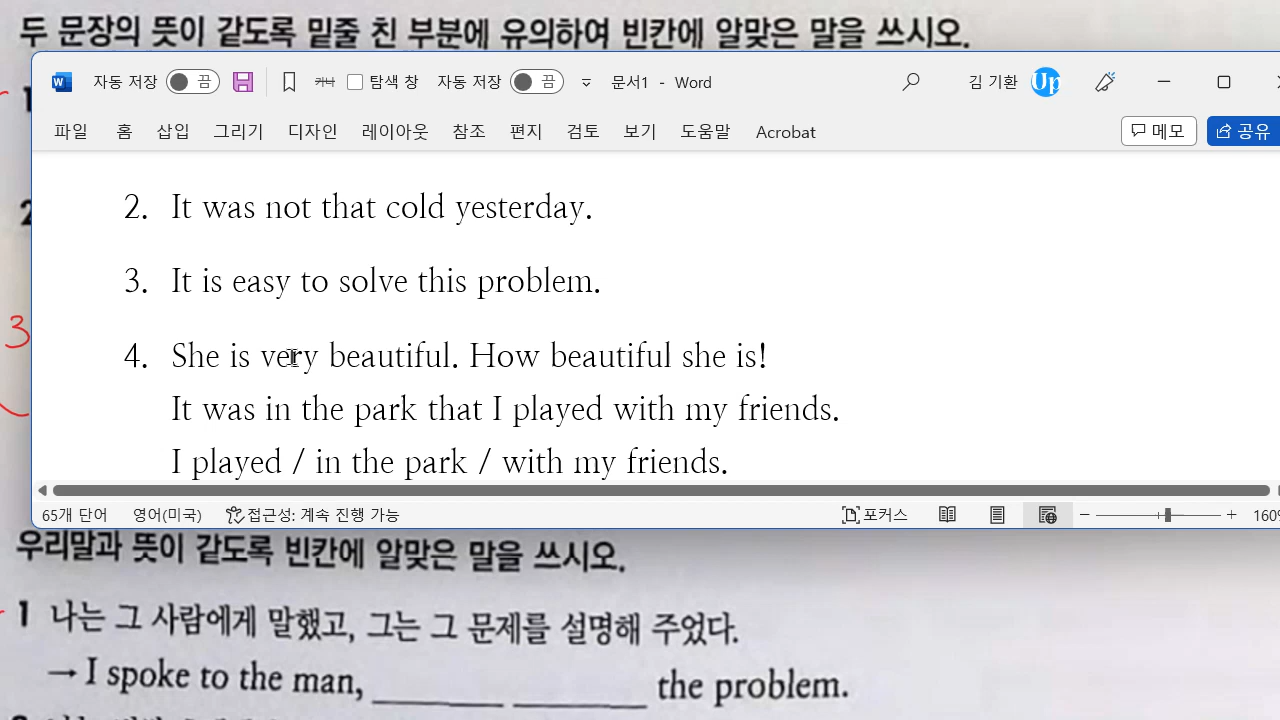 두 문장의 뜻이 같도록 밑줄 친 부분에 유의하여 빈칸에 알맞은 말을 쓰시오.
1
자동 저장 끔 가나 탐색 창 자동 저장 끔 문서1 - Word 김 기환 Up
파일 홈 삽입 그리기 디자인 레이아웃 참조 편지 검토 보기 도움말 Acrobat 메모 공유
2
2. It was not that cold yesterday.
3. It is easy to solve this problem.
3
4. She is very beautiful. How beautiful she is!
It was in the park that I played with my friends.
I played / in the park / with my friends.
65개 단어 영어(미국) 접근성: 계속 진행 가능 포커스 160%
우리말과 뜻이 같도록 빈칸에 알맞은 말을 쓰시오.
1 나는 그 사람에게 말했고, 그는 그 문제를 설명해 주었다.
→ I spoke to the man, ________ ________ the problem.